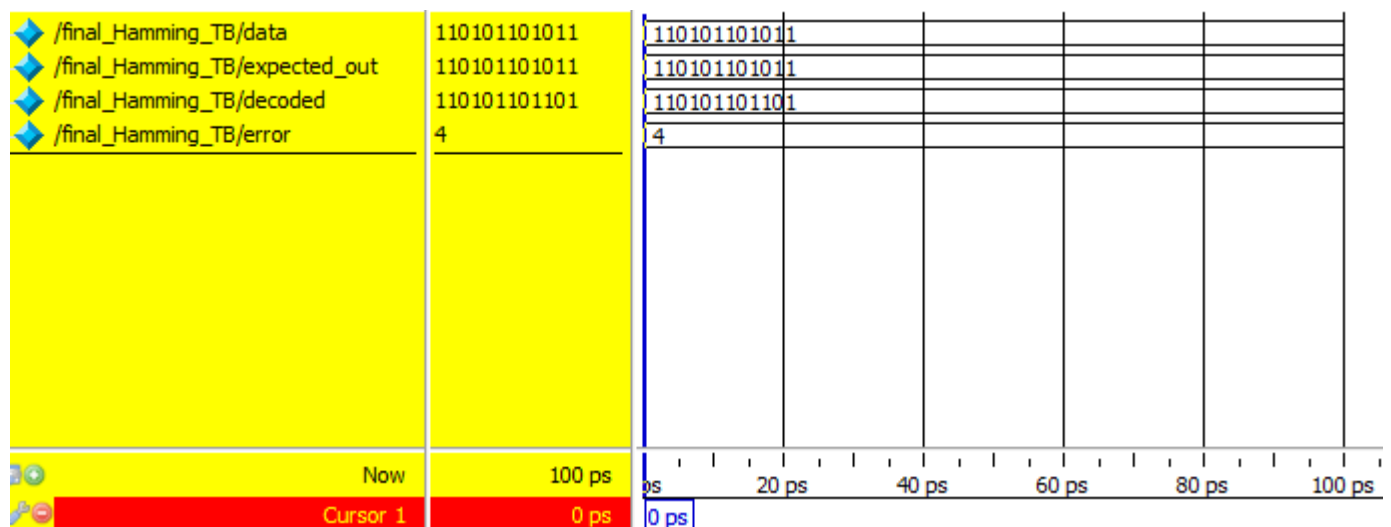 /final_Hamming_TB/data 110101101011 110101101011
/final_Hamming_TB/expected_out 110101101011 110101101011
/final_Hamming_TB/decoded 110101101101 110101101101
/final_Hamming_TB/error 4 4
Now 100 ps ps 20 ps 40 ps 60 ps 80 ps 100 ps
Cursor 1 0 ps 0 ps